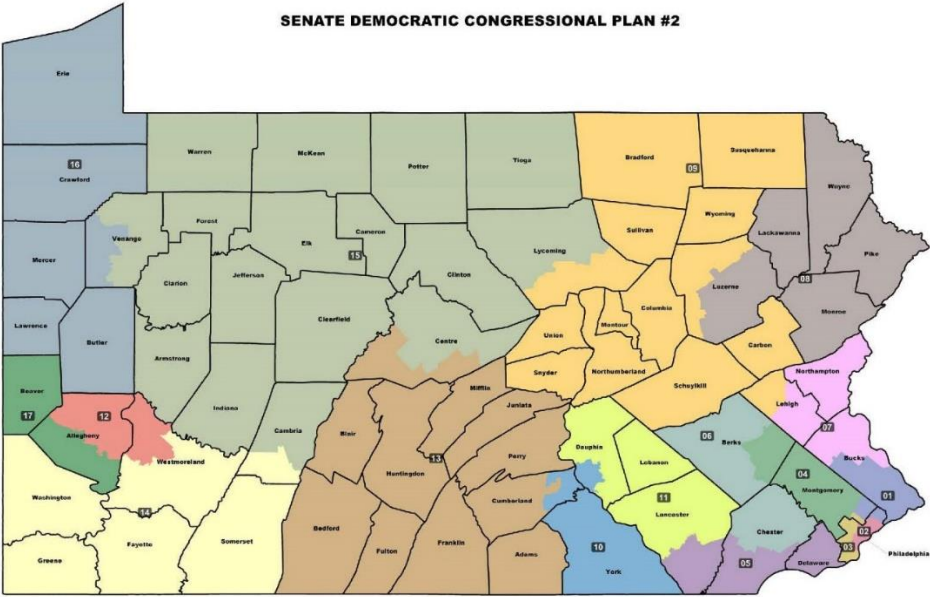 SENATE DEMOCRATIC CONGRESSIONAL PLAN #2
Erie
Warren
McKean
Potter
Tioga
Bradford
Susquehanna
16
09
Crawford
Wayne
Wyoming
Forest
Cameron
Sullivan
Lackawanna
Venango
Elk
Lycoming
15
Pike
Mercer
Clarion
Jefferson
Clinton
08
Luzerne
Columbia
Monroe
Clearfield
Lawrence
Union
Montour
Butler
Centre
Carbon
Armstrong
Snyder
Northumberland
Northampton
Schuylkill
Beaver
Mifflin
Lehigh
Juniata
17
12
Indiana
07
Allegheny
Cambria
Blair
06
Berks
Dauphin
Bucks
Westmoreland
13
Perry
Lebanon
Huntingdon
04
Montgomery
Washington
Cumberland
11
01
14
Lancaster
Bedford
Chester
02
Fayette
Somerset
Franklin
10
03
Philadelphia
Greene
Fulton
Adams
York
05
Delaware